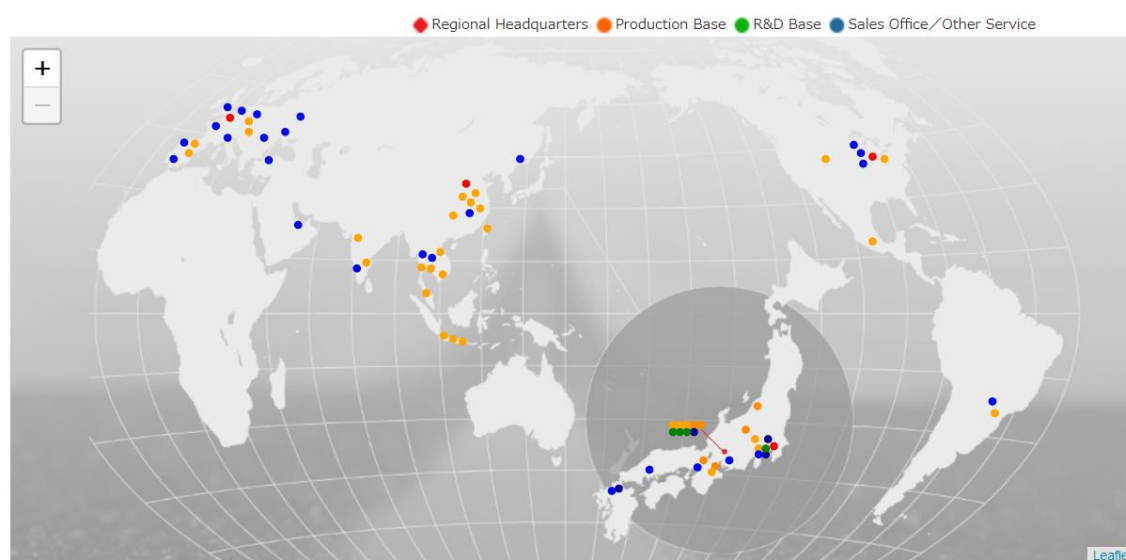 Regional Headquarters Production Base R&D Base Sales Office／Other Service
+
−
Leafle